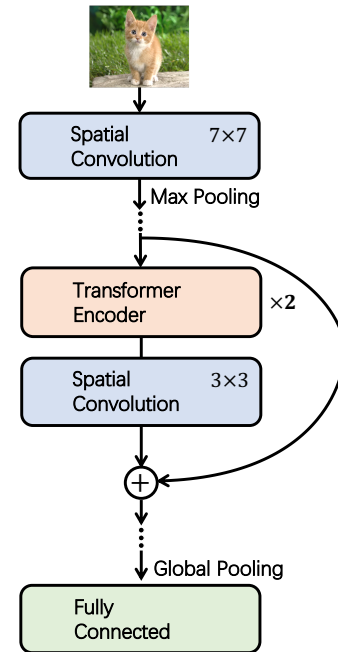 Spatial 7×7
Convolution
Max Pooling
Transformer
Encoder
×2
Spatial 3×3
Convolution
+
Global Pooling
Fully
Connected